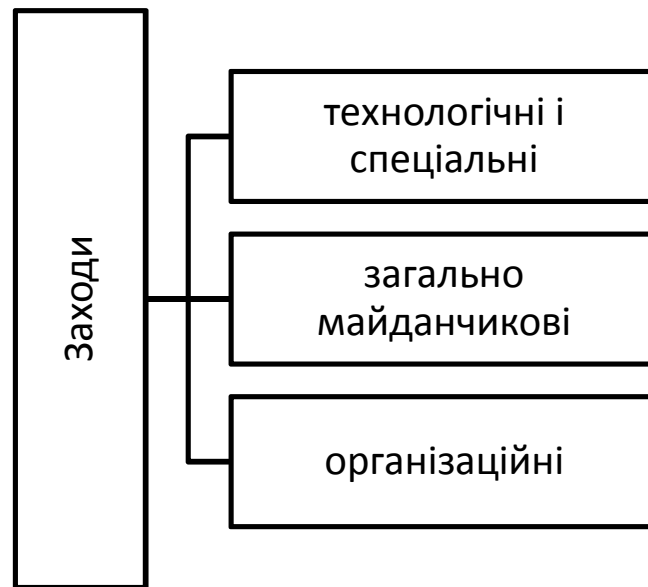 Заходи
технологічні і
спеціальні
загально
майданчикові
організаційні